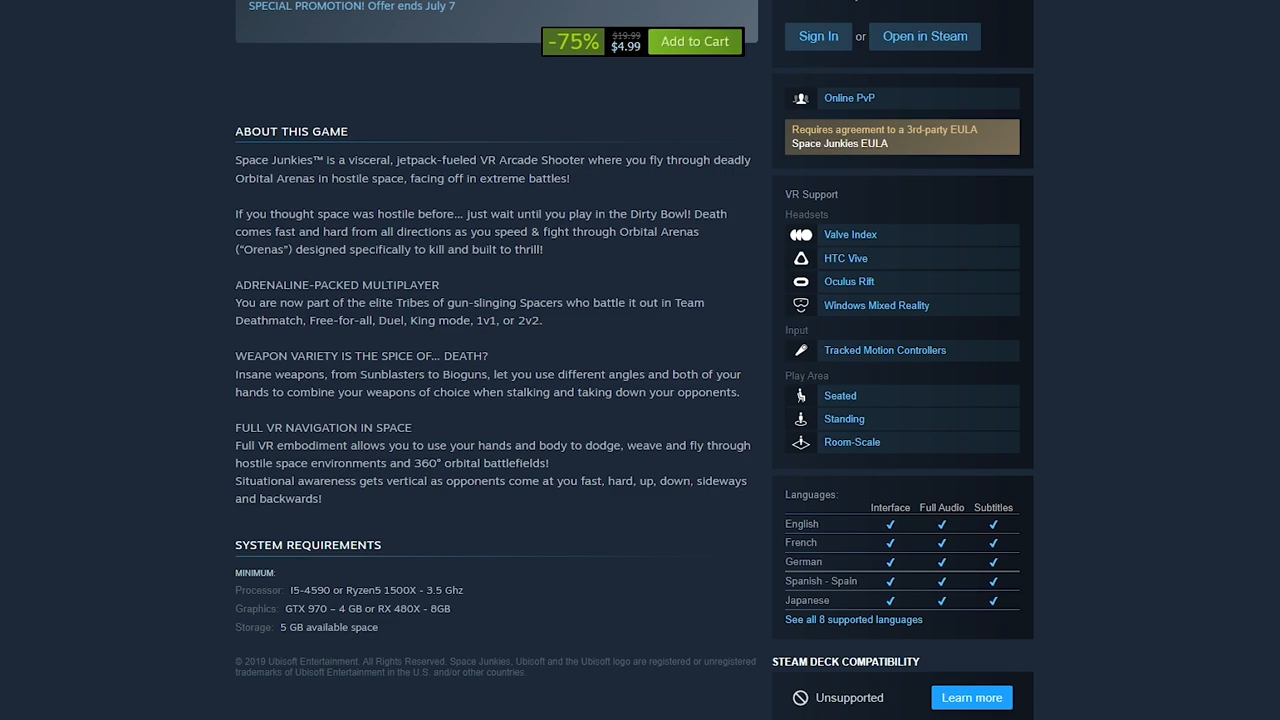 SPECIAL PROMOTION! Offer ends July 7
-75%
$19.99
$4.99
Add to Cart
ABOUT THIS GAME
Space Junkies™ is a visceral, jetpack-fueled VR Arcade Shooter where you fly through deadly
Orbital Arenas in hostile space, facing off in extreme battles!
If you thought space was hostile before... just wait until you play in the Dirty Bowl! Death
comes fast and hard from all directions as you speed & fight through Orbital Arenas
(“Orenas”) designed specifically to kill and built to thrill!
ADRENALINE-PACKED MULTIPLAYER
You are now part of the elite Tribes of gun-slinging Spacers who battle it out in Team
Deathmatch, Free-for-all, Duel, King mode, 1v1, or 2v2.
WEAPON VARIETY IS THE SPICE OF... DEATH?
Insane weapons, from Sunblasters to Bioguns, let you use different angles and both of your
hands to combine your weapons of choice when stalking and taking down your opponents.
FULL VR NAVIGATION IN SPACE
Full VR embodiment allows you to use your hands and body to dodge, weave and fly through
hostile space environments and 360° orbital battlefields!
Situational awareness gets vertical as opponents come at you fast, hard, up, down, sideways
and backwards!
SYSTEM REQUIREMENTS
MINIMUM:
Processor: I5-4590 or Ryzen5 1500X - 3.5 Ghz
Graphics: GTX 970 – 4 GB or RX 480X - 8GB
Storage: 5 GB available space
© 2019 Ubisoft Entertainment. All Rights Reserved. Space Junkies, Ubisoft and the Ubisoft logo are registered or unregistered
trademarks of Ubisoft Entertainment in the U.S. and/or other countries.
Sign In or Open in Steam
Online PvP
Requires agreement to a 3rd-party EULA
Space Junkies EULA
VR Support
Headsets
Valve Index
HTC Vive
Oculus Rift
Windows Mixed Reality
Input
Tracked Motion Controllers
Play Area
Seated
Standing
Room-Scale
Languages:
Interface Full Audio Subtitles
English ✔ ✔ ✔
French ✔ ✔ ✔
German ✔ ✔ ✔
Spanish - Spain ✔ ✔ ✔
Japanese ✔ ✔ ✔
See all 8 supported languages
STEAM DECK COMPATIBILITY
Unsupported
Learn more